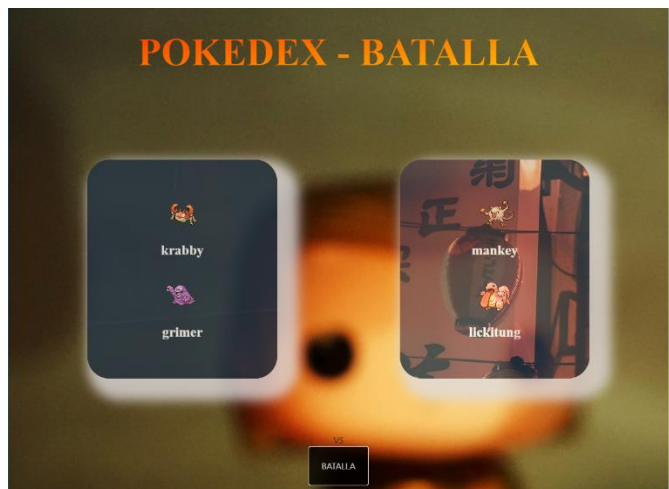 POKEDEX - BATALLA
krabby
grimer
mankey
lickitung
VS
BATALLA